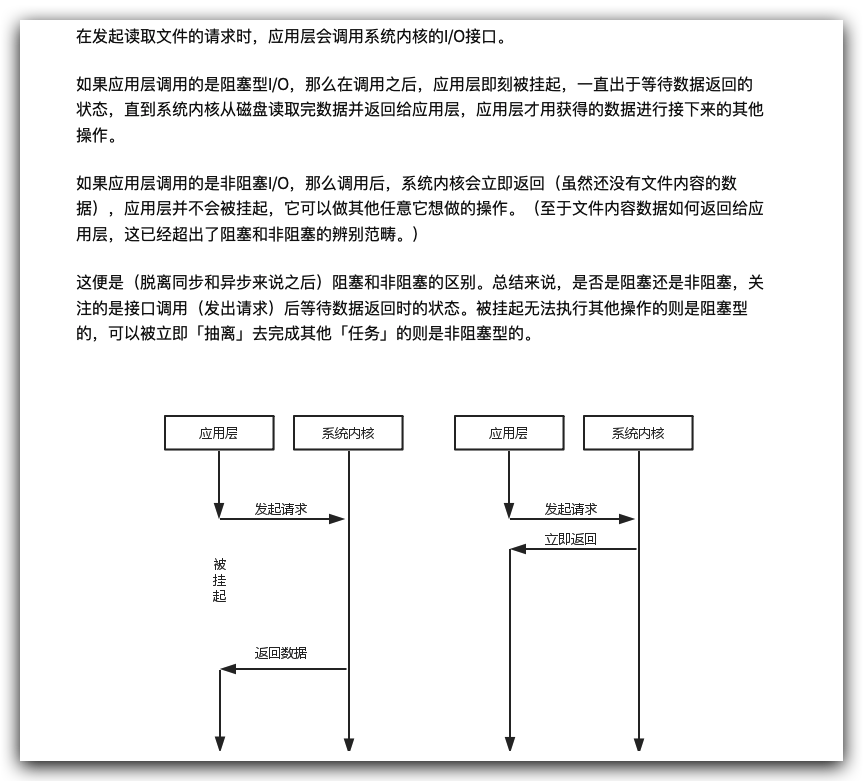 在发起读取文件的请求时，应用层会调用系统内核的I/O接口。
如果应用层调用的是阻塞型I/O，那么在调用之后，应用层即刻被挂起，一直出于等待数据返回的
状态，直到系统内核从磁盘读取完数据并返回给应用层，应用层才用获得的数据进行接下来的其他
操作。
如果应用层调用的是非阻塞I/O，那么调用后，系统内核会立即返回（虽然还没有文件内容的数
据），应用层并不会被挂起，它可以做其他任意它想做的操作。（至于文件内容数据如何返回给应
用层，这已经超出了阻塞和非阻塞的辨别范畴。）
这便是（脱离同步和异步来说之后）阻塞和非阻塞的区别。总结来说，是否是阻塞还是非阻塞，关
注的是接口调用（发出请求）后等待数据返回时的状态。被挂起无法执行其他操作的则是阻塞型
的，可以被立即「抽离」去完成其他「任务」的则是非阻塞型的。
应用层 系统内核 应用层 系统内核
发起请求 发起请求
立即返回
被
挂
起
返回数据